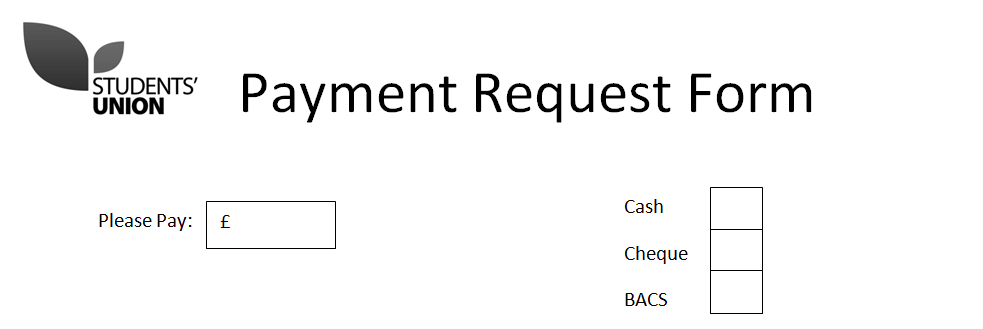 STUDENTS'
UNION
Payment Request Form
Please Pay: £
Cash
Cheque
BACS